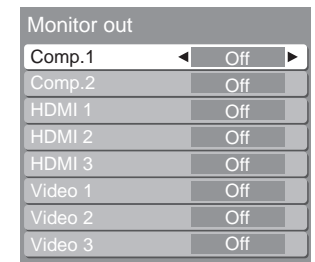 Monitor out
Comp.1 Off
Comp.2 Off
HDMI 1 Off
HDMI 2 Off
HDMI 3 Off
Video 1 Off
Video 2 Off
Video 3 Off